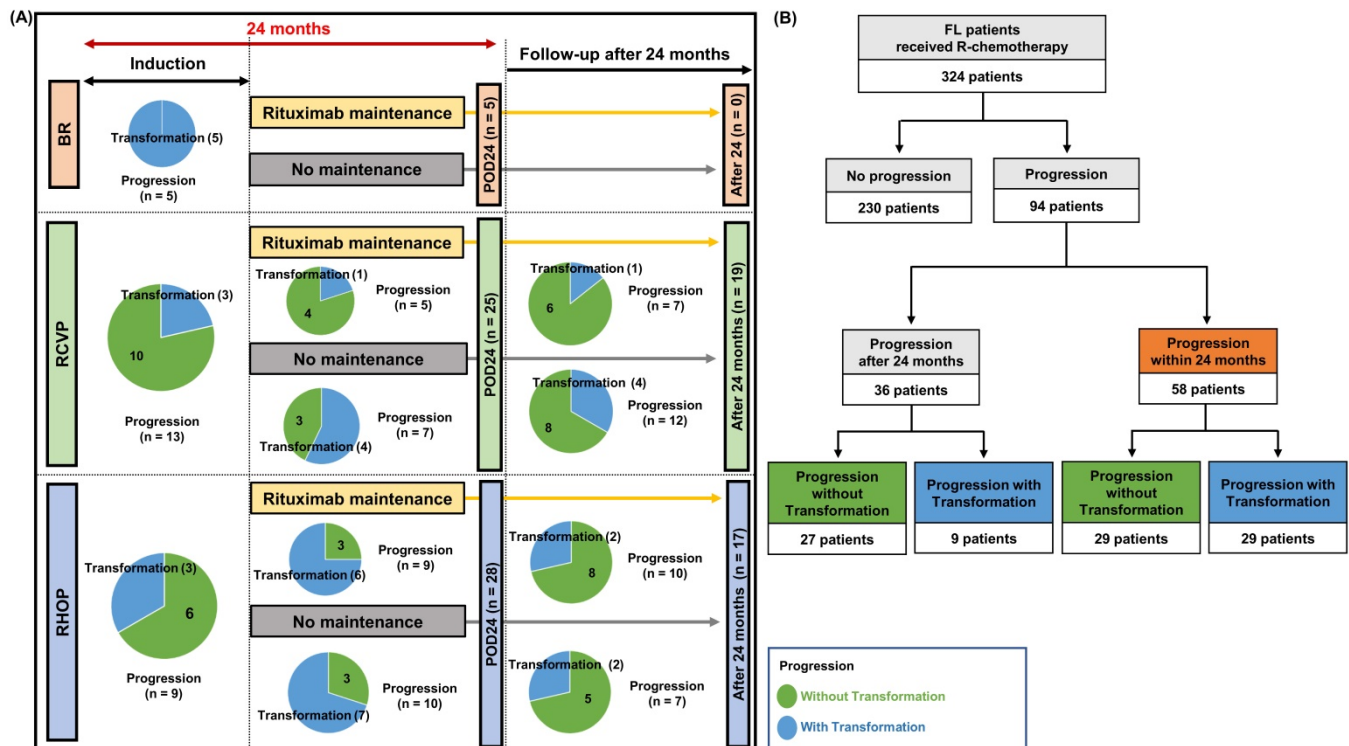 (A)
24 months
Induction
Follow-up after 24 months
BR
Transformation (5)
Progression
(n = 5)
Rituximab maintenance
No maintenance
POD24 (n = 5)
After 24 (n = 0)
RCVP
Transformation (3)
10
Progression
(n = 13)
Rituximab maintenance
Transformation (1)
4
Progression
(n = 5)
No maintenance
3
Transformation (4)
Progression
(n = 7)
POD24 (n = 25)
Transformation (1)
6
Progression
(n = 7)
Transformation (4)
8
Progression
(n = 12)
After 24 months (n = 19)
RHOP
Transformation (3)
6
Progression
(n = 9)
Rituximab maintenance
3
Transformation (6)
Progression
(n = 9)
No maintenance
3
Transformation (7)
Progression
(n = 10)
POD24 (n = 28)
Transformation (2)
8
Progression
(n = 10)
Transformation (2)
5
Progression
(n = 7)
After 24 months (n = 17)
(B)
FL patients
received R-chemotherapy
324 patients
No progression
230 patients
Progression
94 patients
Progression
after 24 months
36 patients
Progression
within 24 months
58 patients
Progression
without
Transformation
27 patients
Progression with
Transformation
9 patients
Progression
without
Transformation
29 patients
Progression with
Transformation
29 patients
Progression
Without Transformation
With Transformation